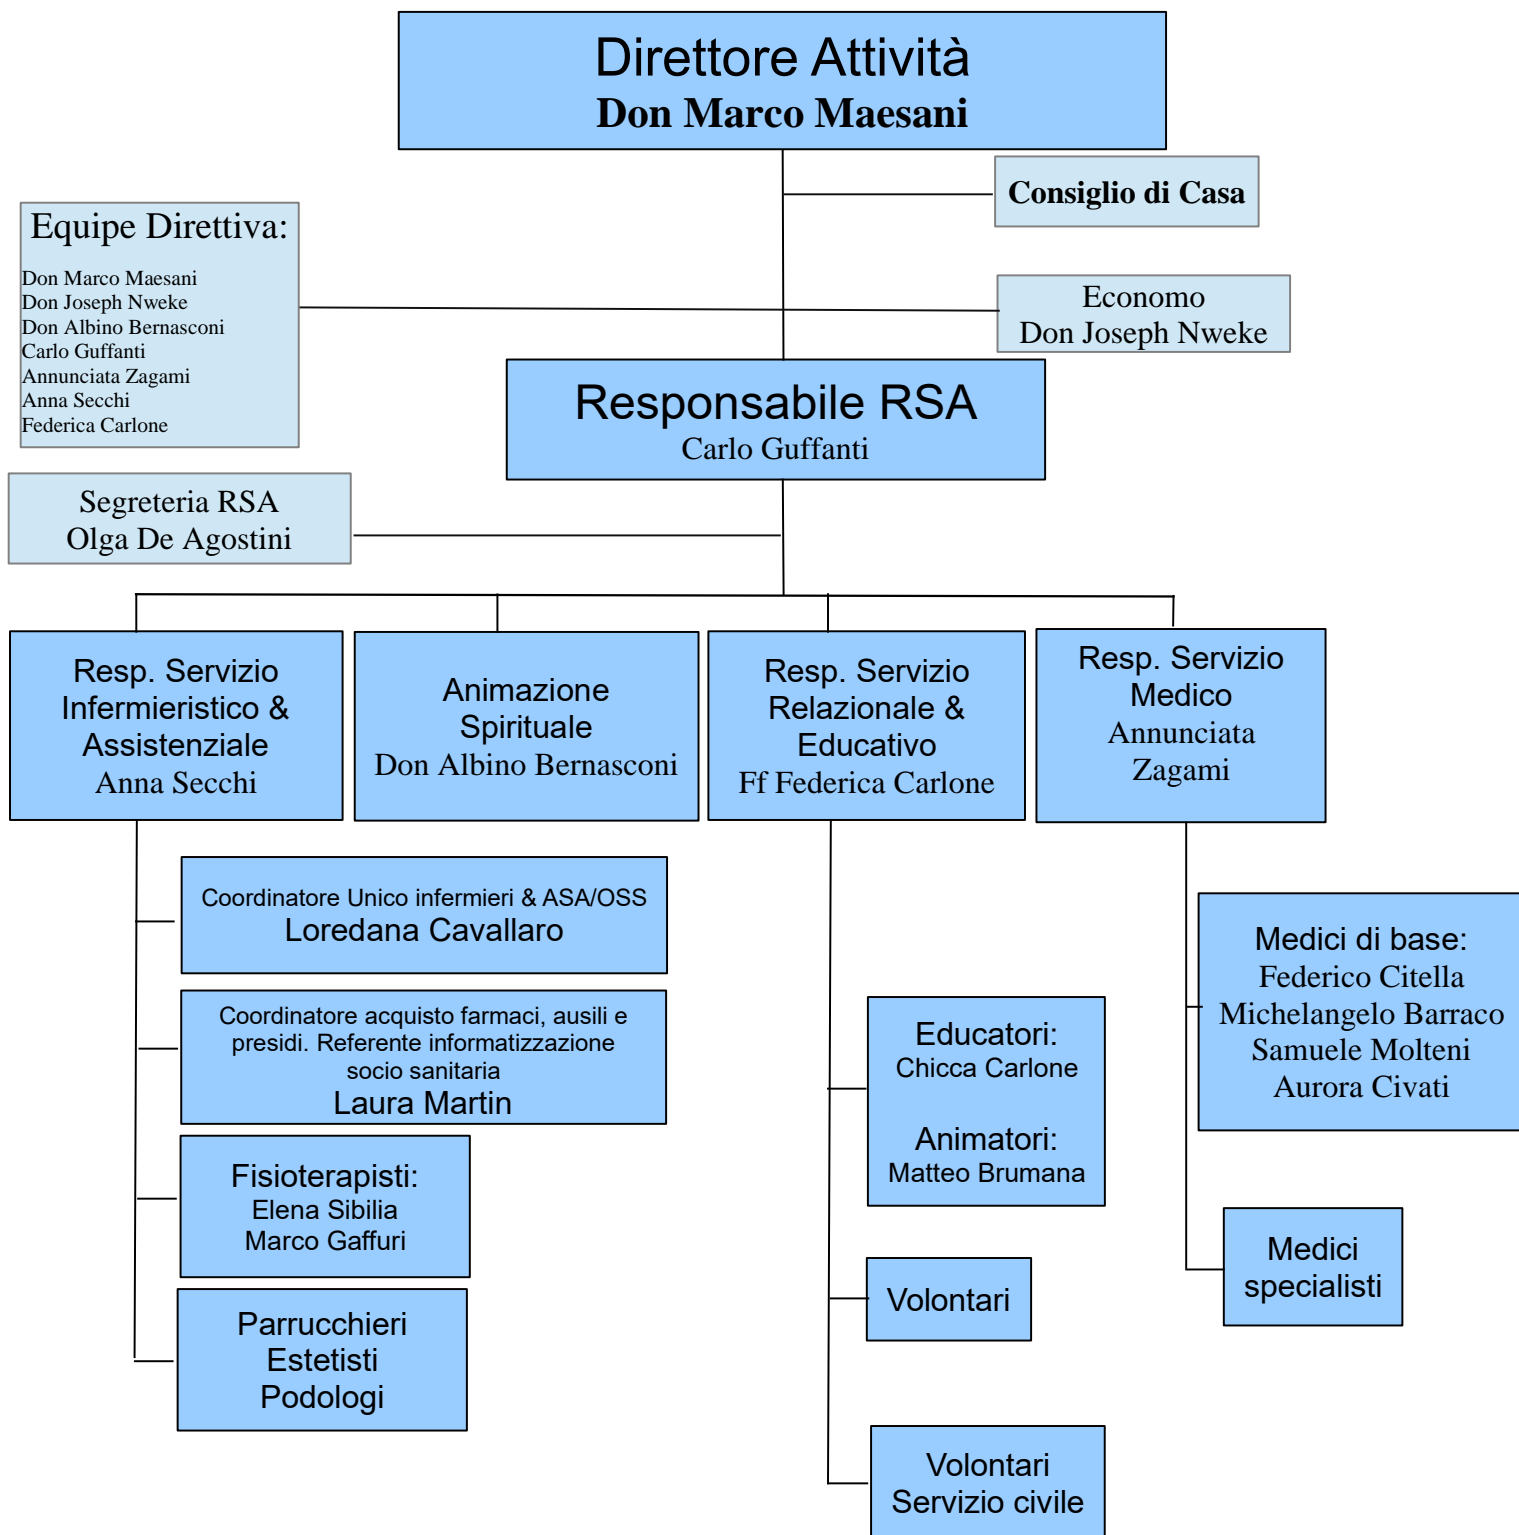 Direttore Attività
Don Marco Maesani
Consiglio di Casa
Equipe Direttiva:
Don Marco Maesani
Don Joseph Nweke
Don Albino Bernasconi
Carlo Guffanti
Annunciata Zagami
Anna Secchi
Federica Carlone
Economo
Don Joseph Nweke
Responsabile RSA
Carlo Guffanti
Segreteria RSA
Olga De Agostini
Resp. Servizio
Infermieristico &
Assistenziale
Anna Secchi
Animazione
Spirituale
Don Albino Bernasconi
Resp. Servizio
Relazionale &
Educativo
Ff Federica Carlone
Resp. Servizio
Medico
Annunciata
Zagami
Coordinatore Unico infermieri & ASA/OSS
Loredana Cavallaro
Coordinatore acquisto farmaci, ausili e
presidi. Referente informatizzazione
socio sanitaria
Laura Martin
Fisioterapisti:
Elena Sibilia
Marco Gaffuri
Parrucchieri
Estetisti
Podologi
Educatori:
Chicca Carlone
Animatori:
Matteo Brumana
Volontari
Volontari
Servizio civile
Medici di base:
Federico Citella
Michelangelo Barraco
Samuele Molteni
Aurora Civati
Medici
specialisti